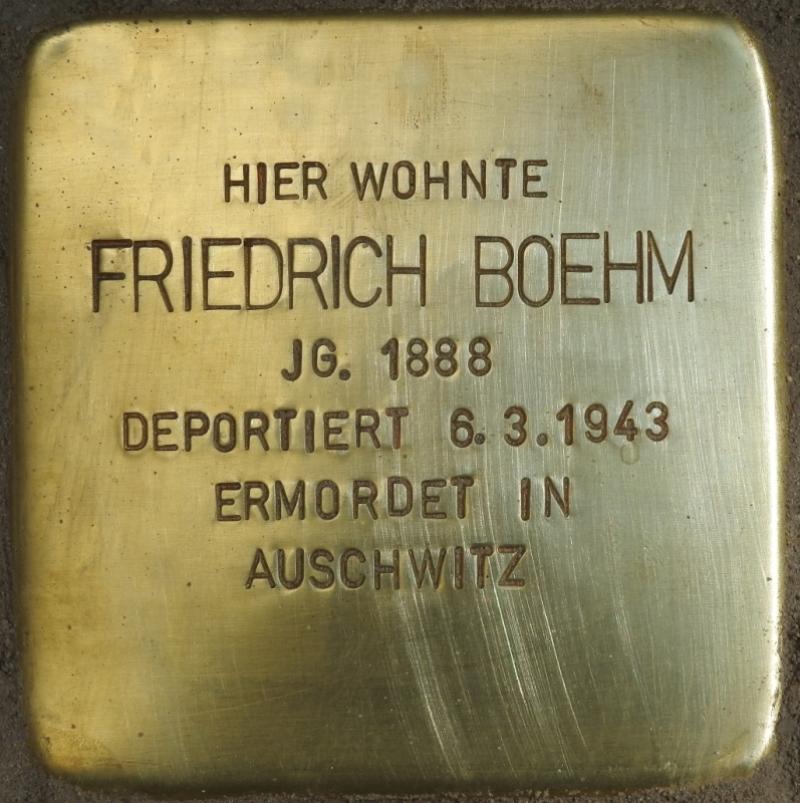 HIER WOHNTE
FRIEDRICH BOEHM
JG. 1888
DEPORTIERT 6.3.1943
ERMORDET IN
AUSCHWITZ